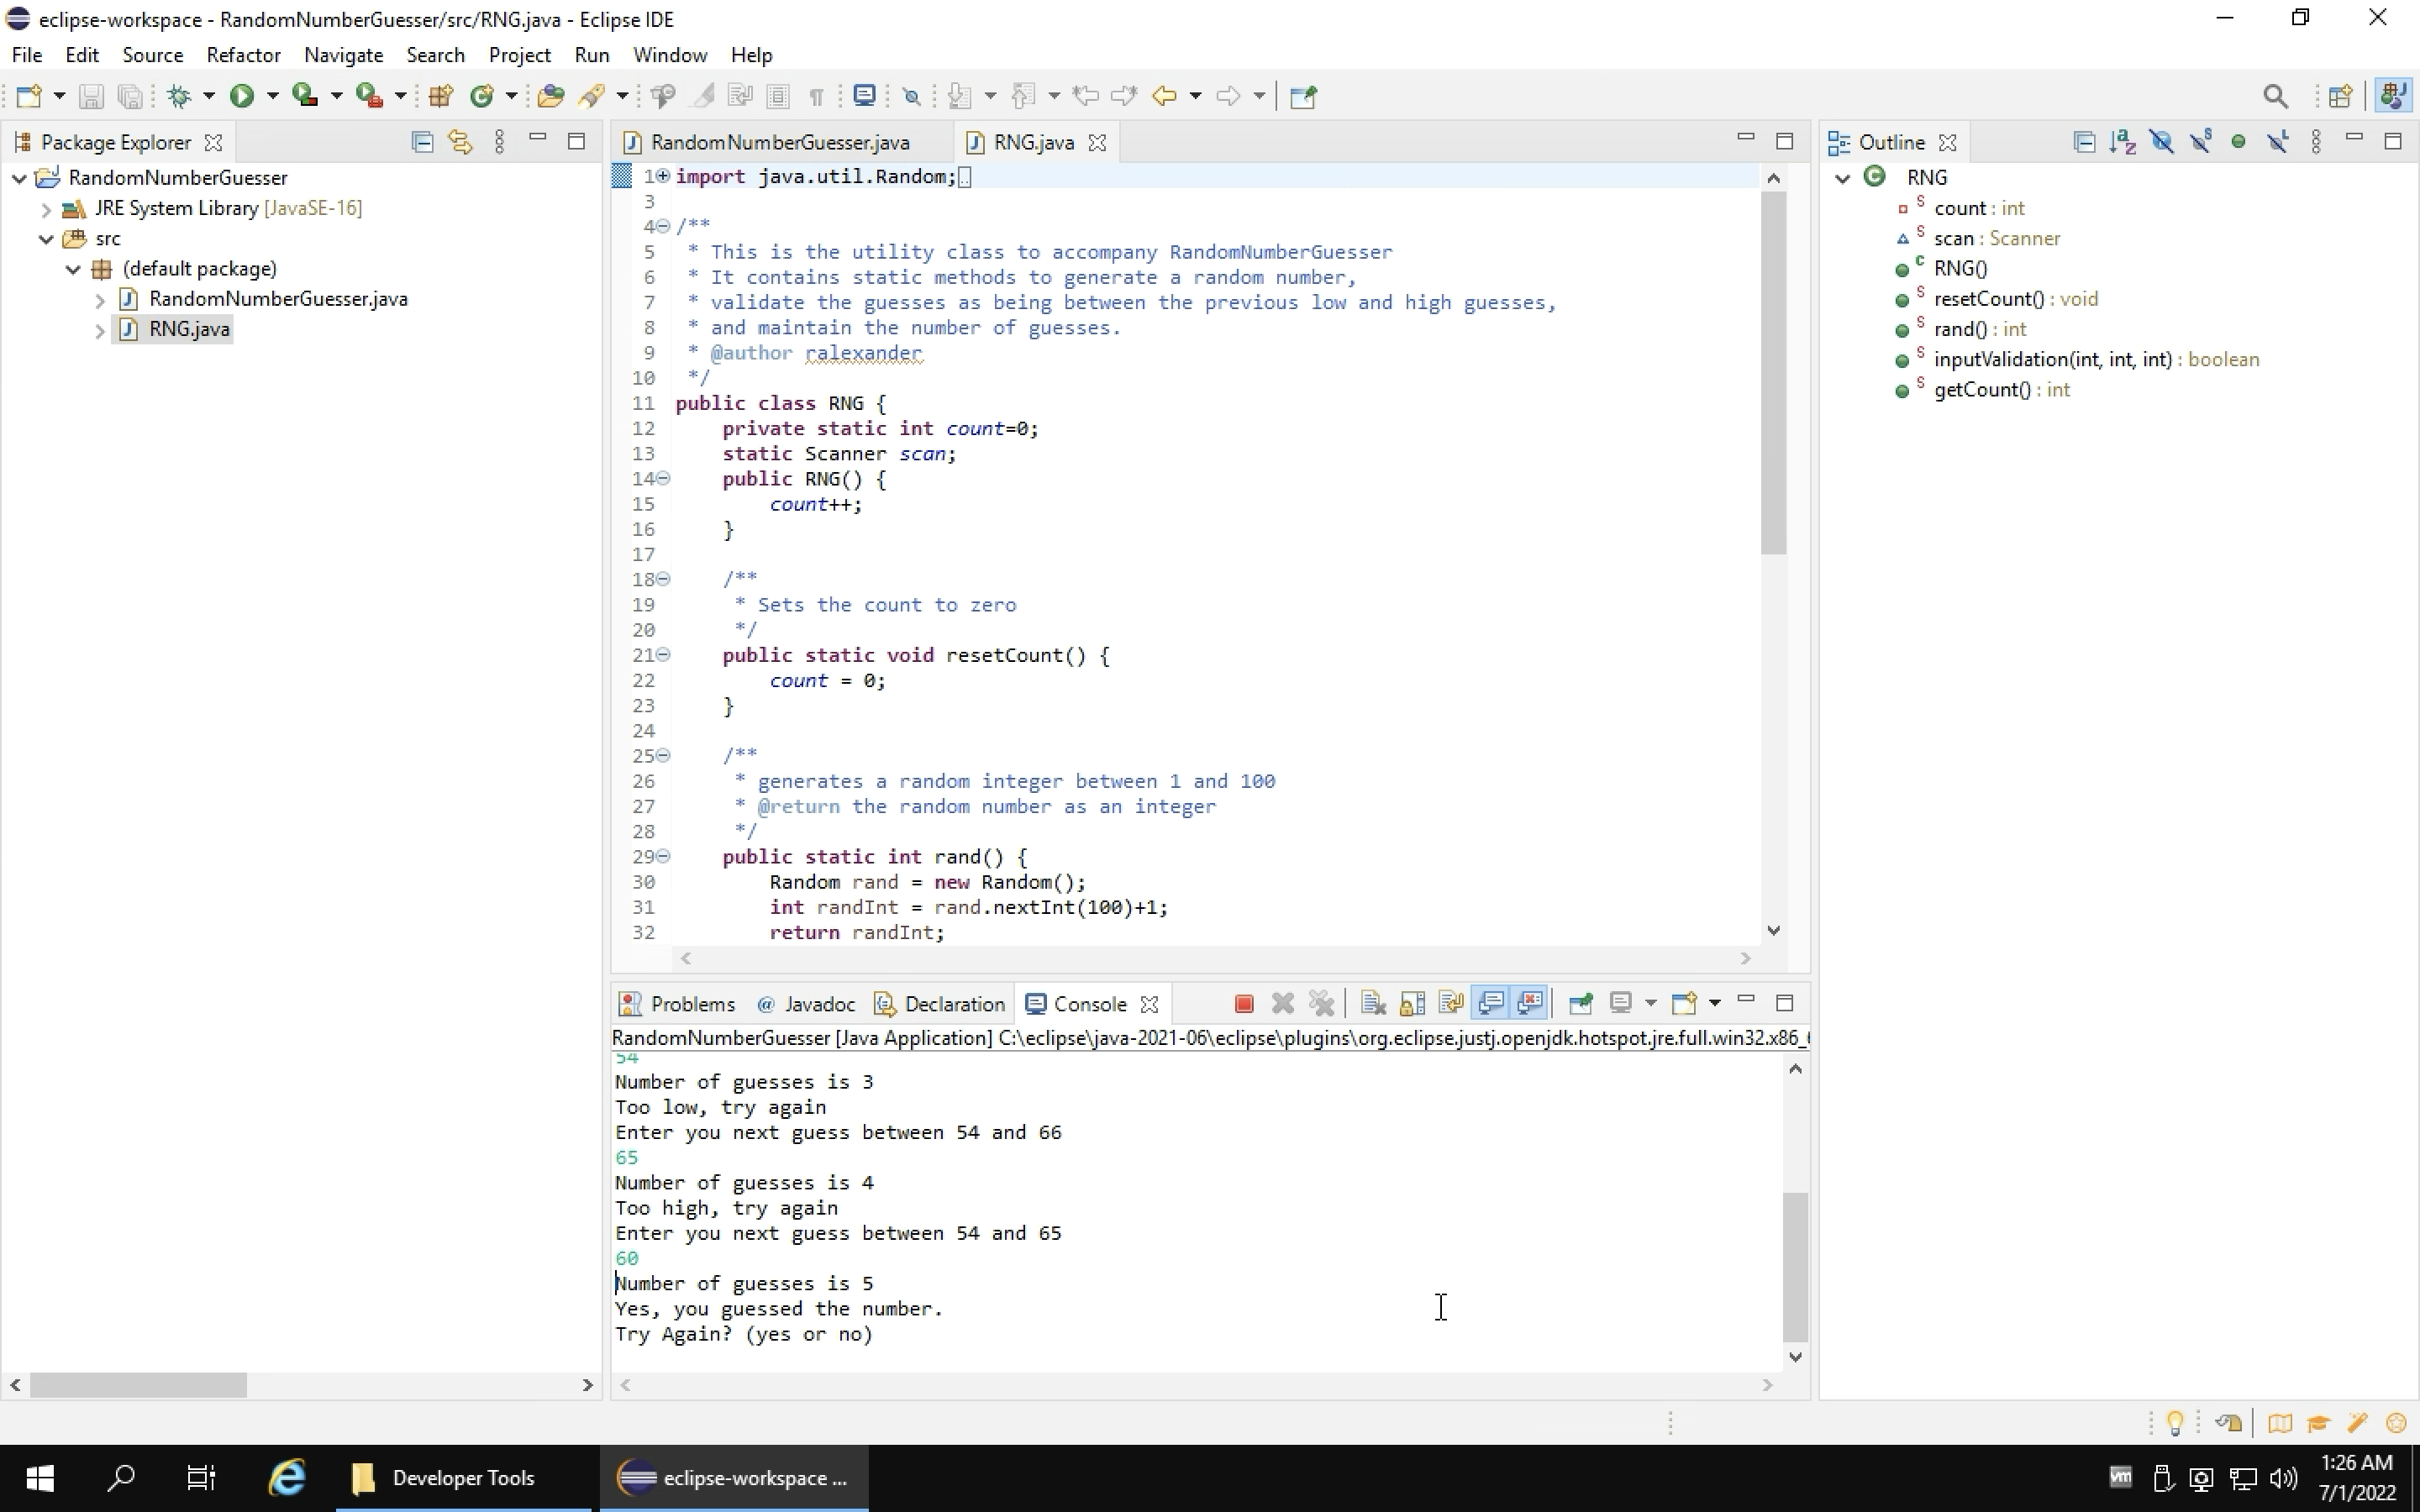 eclipse-workspace - RandomNumberGuesser/src/RNG.java - Eclipse IDE
File Edit Source Refactor Navigate Search Project Run Window Help
Package Explorer
RandomNumberGuesser
JRE System Library [JavaSE-16]
src
(default package)
RandomNumberGuesser.java
RNG.java
RandomNumberGuesser.java RNG.java
1 import java.util.Random;
3
4 /**
5 * This is the utility class to accompany RandomNumberGuesser
6 * It contains static methods to generate a random number,
7 * validate the guesses as being between the previous low and high guesses,
8 * and maintain the number of guesses.
9 * @author ralexander
10 */
11 public class RNG {
12 private static int count=0;
13 static Scanner scan;
14 public RNG() {
15 count++;
16 }
17
18 /**
19 * Sets the count to zero
20 */
21 public static void resetCount() {
22 count = 0;
23 }
24
25 /**
26 * generates a random integer between 1 and 100
27 * @return the random number as an integer
28 */
29 public static int rand() {
30 Random rand = new Random();
31 int randInt = rand.nextInt(100)+1;
32 return randInt;
Problems Javadoc Declaration Console
RandomNumberGuesser [Java Application] C:\eclipse\java-2021-06\eclipse\plugins\org.eclipse.justj.openjdk.hotspot.jre.full.win32.x86_
54
Number of guesses is 3
Too low, try again
Enter you next guess between 54 and 66
65
Number of guesses is 4
Too high, try again
Enter you next guess between 54 and 65
60
Number of guesses is 5
Yes, you guessed the number.
Try Again? (yes or no)
Outline
RNG
count : int
scan : Scanner
RNG()
resetCount() : void
rand() : int
inputValidation(int, int, int) : boolean
getCount() : int
Developer Tools
eclipse-workspace ...
vm
1:26 AM
7/1/2022